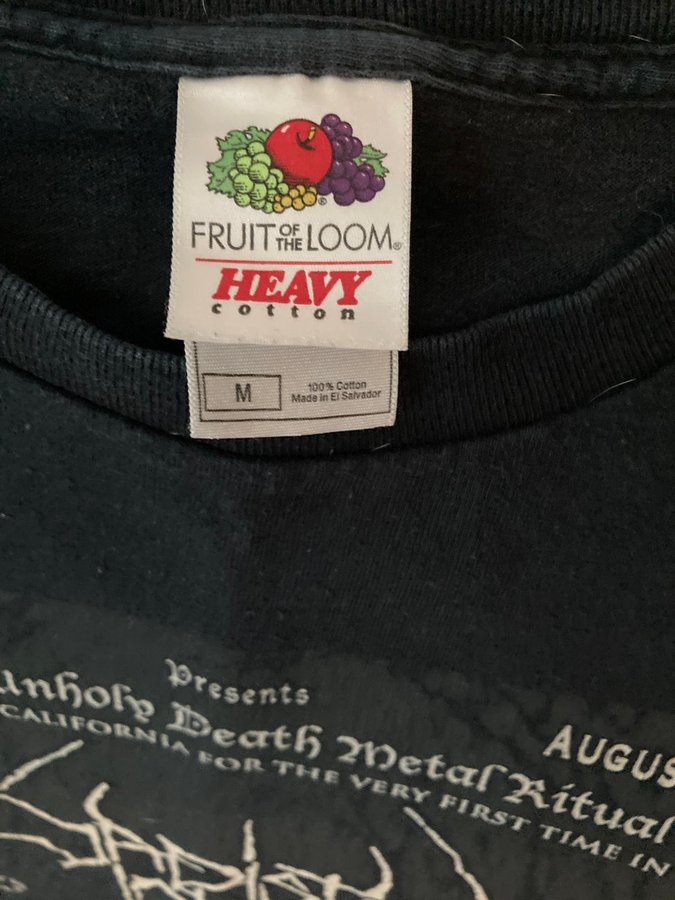 FRUIT OF THE LOOM®
HEAVY
cotton
M
100% Cotton
Made in El Salvador
Presents
Unholy Death Metal Ritual
AUGUS
CALIFORNIA FOR THE VERY FIRST TIME IN